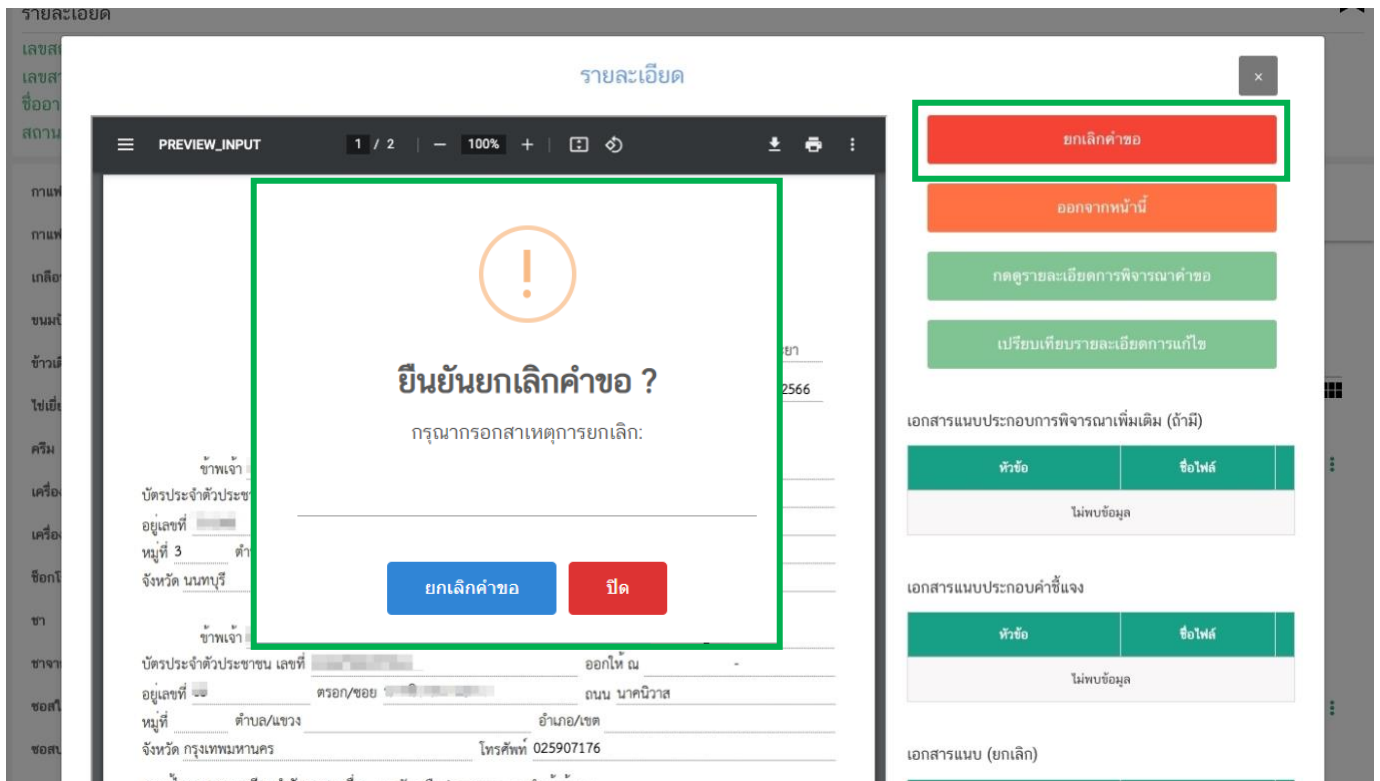 รายละเอียด
รายละเอียด
×
PREVIEW_INPUT 1 / 2 — 100% +
ยกเลิกคำขอ
ออกจากหน้านี้
กดดูรายละเอียดการพิจารณาคำขอ
เปรียบเทียบรายละเอียดการแก้ไข
ยืนยันยกเลิกคำขอ ?
กรุณากรอกสาเหตุการยกเลิก:
ยกเลิกคำขอ ปิด
2566
ข้าพเจ้า
อยู่เลขที่
หมู่ที่ 3
จังหวัด นนทบุรี
ข้าพเจ้า
บัตรประจำตัวประชาชน เลขที่ ออกให้ ณ -
อยู่เลขที่ ตรอก/ซอย ถนน นาคนิวาส
หมู่ที่ ตำบล/แขวง อำเภอ/เขต
จังหวัด กรุงเทพมหานคร โทรศัพท์ 025907176
เอกสารแนบประกอบการพิจารณาเพิ่มเติม (ถ้ามี)
หัวข้อ ชื่อไฟล์
ไม่พบข้อมูล
เอกสารแนบประกอบคำชี้แจง
หัวข้อ ชื่อไฟล์
ไม่พบข้อมูล
เอกสารแนบ (ยกเลิก)
ครีม
ชา